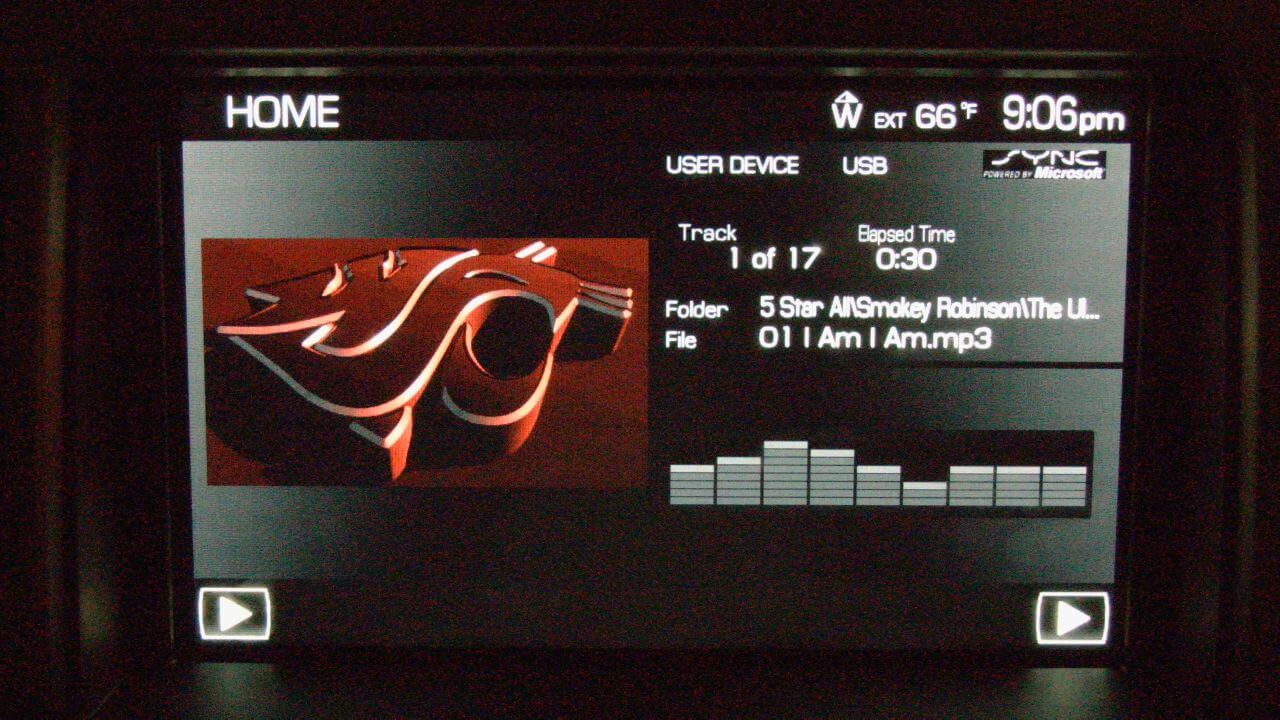 HOME
W EXT 66 °F 9:06pm
USER DEVICE USB SYNC
POWERED BY Microsoft
Track Elapsed Time
1 of 17 0:30
Folder 5 Star All\Smokey Robinson\The Ul...
File 01 I Am I Am.mp3